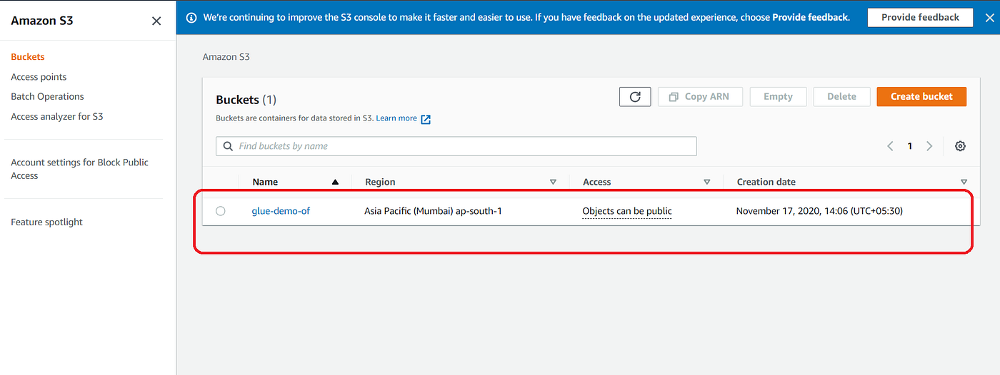 Amazon S3
We're continuing to improve the S3 console to make it faster and easier to use. If you have feedback on the updated experience, choose Provide feedback.
Provide feedback
Buckets
Access points
Batch Operations
Access analyzer for S3
Account settings for Block Public
Access
Feature spotlight
Amazon S3
Buckets (1)
Copy ARN
Empty
Delete
Create bucket
Buckets are containers for data stored in S3. Learn more
Find buckets by name
1
Name Region Access Creation date
glue-demo-of Asia Pacific (Mumbai) ap-south-1 Objects can be public November 17, 2020, 14:06 (UTC+05:30)